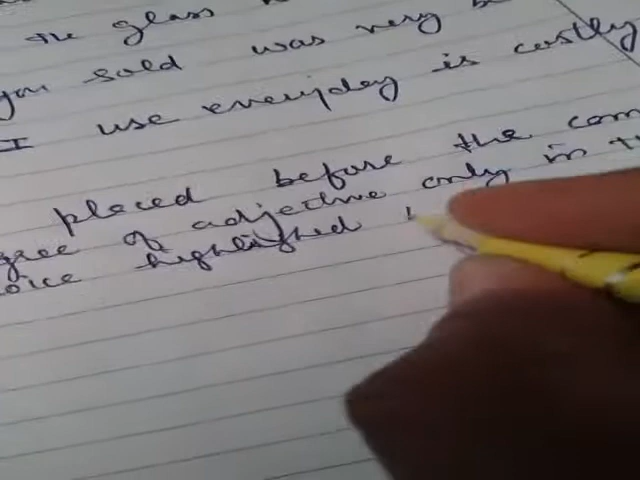 the glass
you sold was very
I use everyday is costly
placed before the com
gree of adjective only in t
oice highlighted